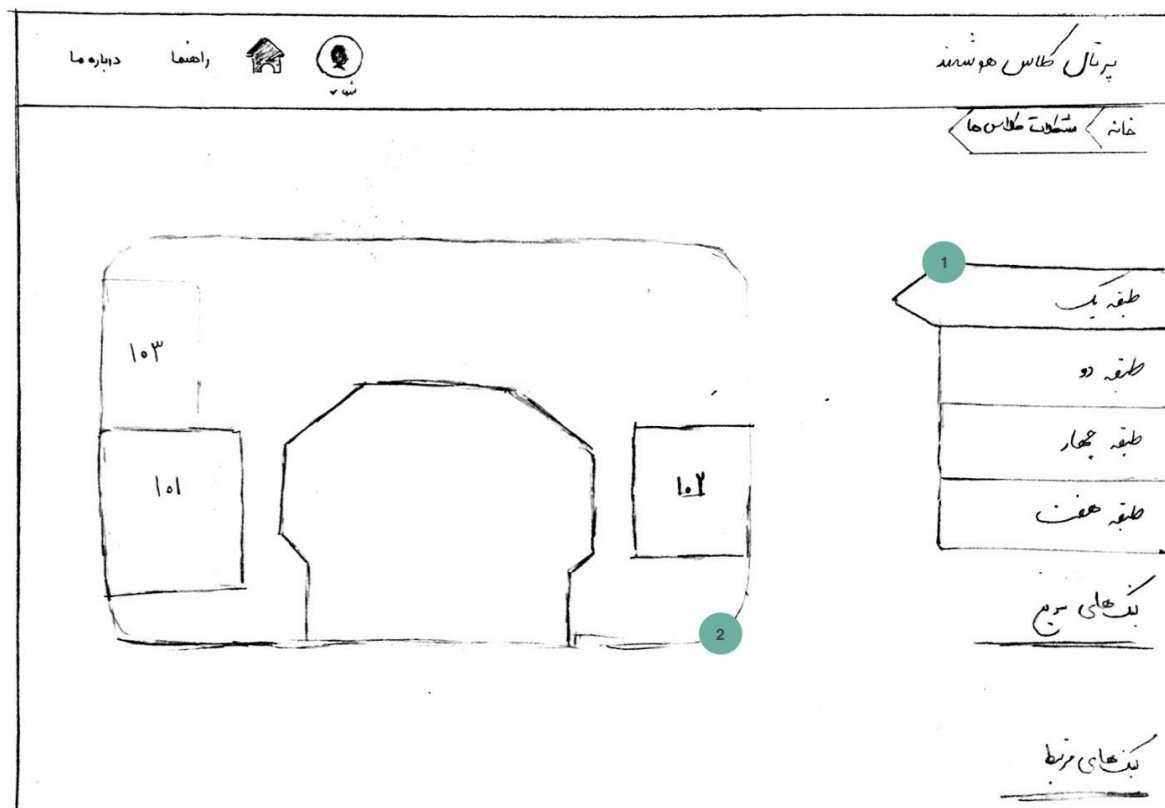 پرتال کلاس هوشمند
شما
راهنما
درباره ما
خانه
مشکلات کلاس ها
1
طبقه یک
طبقه دو
طبقه چهار
طبقه هفت
۱۰۳
۱۰۱
۱۰۲
2
لینک های سریع
لینک های مرتبط